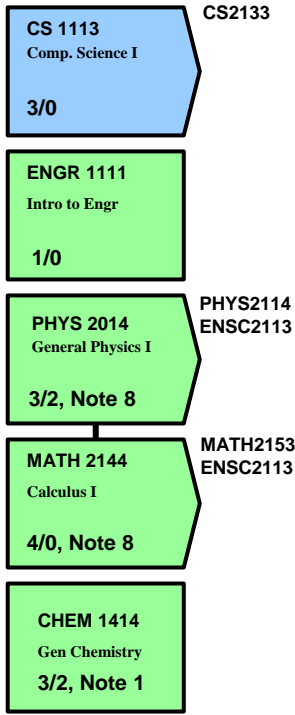 CS 1113
Comp. Science I
3/0
CS2133
ENGR 1111
Intro to Engr
1/0
PHYS 2014
General Physics I
3/2, Note 8
PHYS2114
ENSC2113
MATH 2144
Calculus I
4/0, Note 8
MATH2153
ENSC2113
CHEM 1414
Gen Chemistry
3/2, Note 1